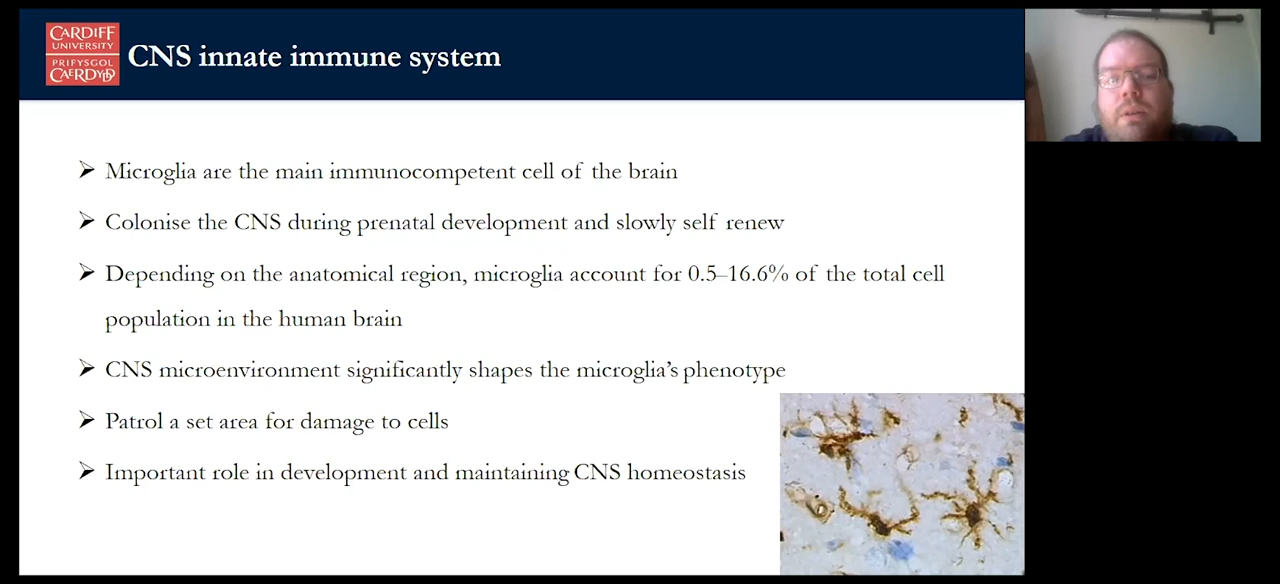 CARDIFF
UNIVERSITY
PRIFYSGOL
CAERDYDD
CNS innate immune system
Microglia are the main immunocompetent cell of the brain
Colonise the CNS during prenatal development and slowly self renew
Depending on the anatomical region, microglia account for 0.5–16.6% of the total cell
population in the human brain
CNS microenvironment significantly shapes the microglia's phenotype
Patrol a set area for damage to cells
Important role in development and maintaining CNS homeostasis